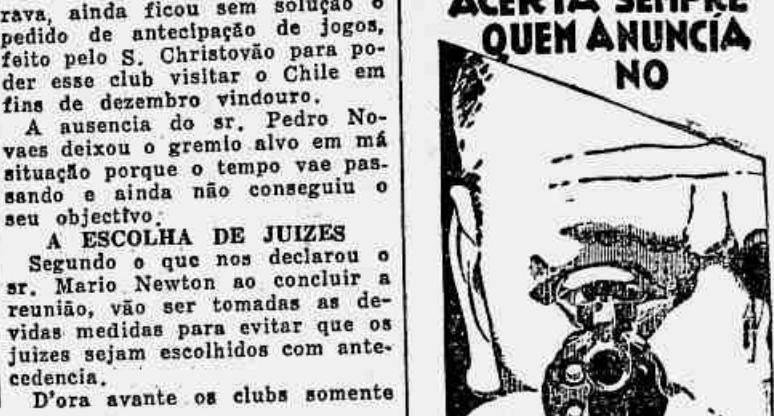 rava, ainda ficou sem solução o
pedido de antecipação de jogos,
feito pelo S. Christovão para po-
der esse club visitar o Chile em
fins de dezembro vindouro.
A ausencia do sr. Pedro No-
vaes deixou o gremio alvo em má
situação porque o tempo vae pas-
sando e ainda não conseguiu o
seu objectivo.
A ESCOLHA DE JUIZES
Segundo o que nos declarou o
sr. Mario Newton ao concluir a
reunião, vão ser tomadas as de-
vidas medidas para evitar que os
juizes sejam escolhidos com ante-
cedencia.
D'ora avante os clubs somente
ACERTA SEMPRE
QUEM ANUNCÍA
NO